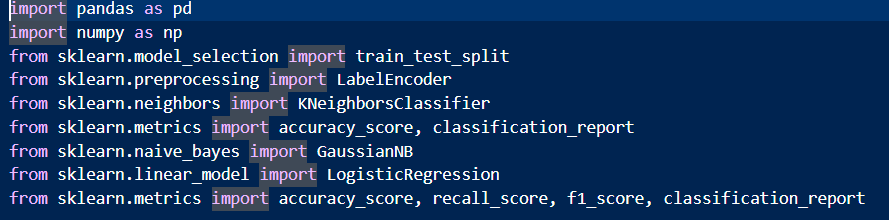 import pandas as pd
import numpy as np
from sklearn.model_selection import train_test_split
from sklearn.preprocessing import LabelEncoder
from sklearn.neighbors import KNeighborsClassifier
from sklearn.metrics import accuracy_score, classification_report
from sklearn.naive_bayes import GaussianNB
from sklearn.linear_model import LogisticRegression
from sklearn.metrics import accuracy_score, recall_score, f1_score, classification_report